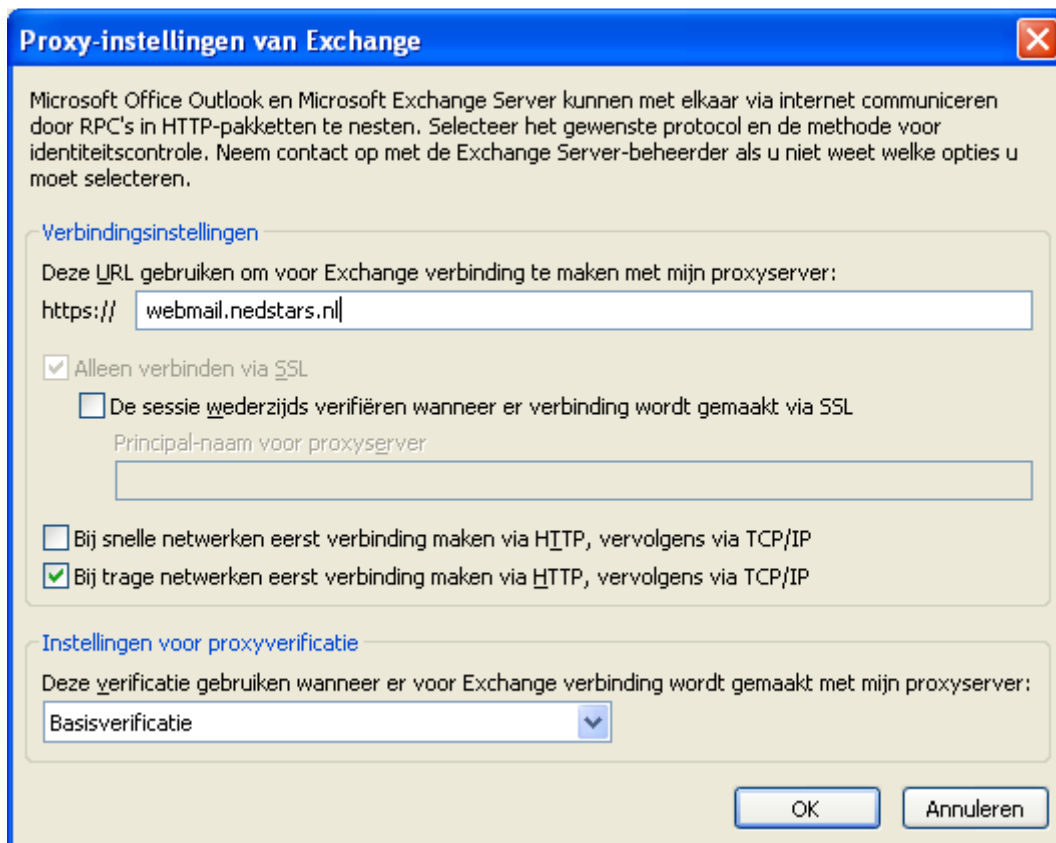 Proxy-instellingen van Exchange
Microsoft Office Outlook en Microsoft Exchange Server kunnen met elkaar via internet communiceren
door RPC's in HTTP-pakketten te nesten. Selecteer het gewenste protocol en de methode voor
identiteitscontrole. Neem contact op met de Exchange Server-beheerder als u niet weet welke opties u
moet selecteren.
Verbindingsinstellingen
Deze URL gebruiken om voor Exchange verbinding te maken met mijn proxyserver:
https:// webmail.nedstars.nl
Alleen verbinden via SSL
De sessie wederzijds verifiëren wanneer er verbinding wordt gemaakt via SSL
Principal-naam voor proxyserver
Bij snelle netwerken eerst verbinding maken via HTTP, vervolgens via TCP/IP
Bij trage netwerken eerst verbinding maken via HTTP, vervolgens via TCP/IP
Instellingen voor proxyverificatie
Deze verificatie gebruiken wanneer er voor Exchange verbinding wordt gemaakt met mijn proxyserver:
Basisverificatie
OK Annuleren